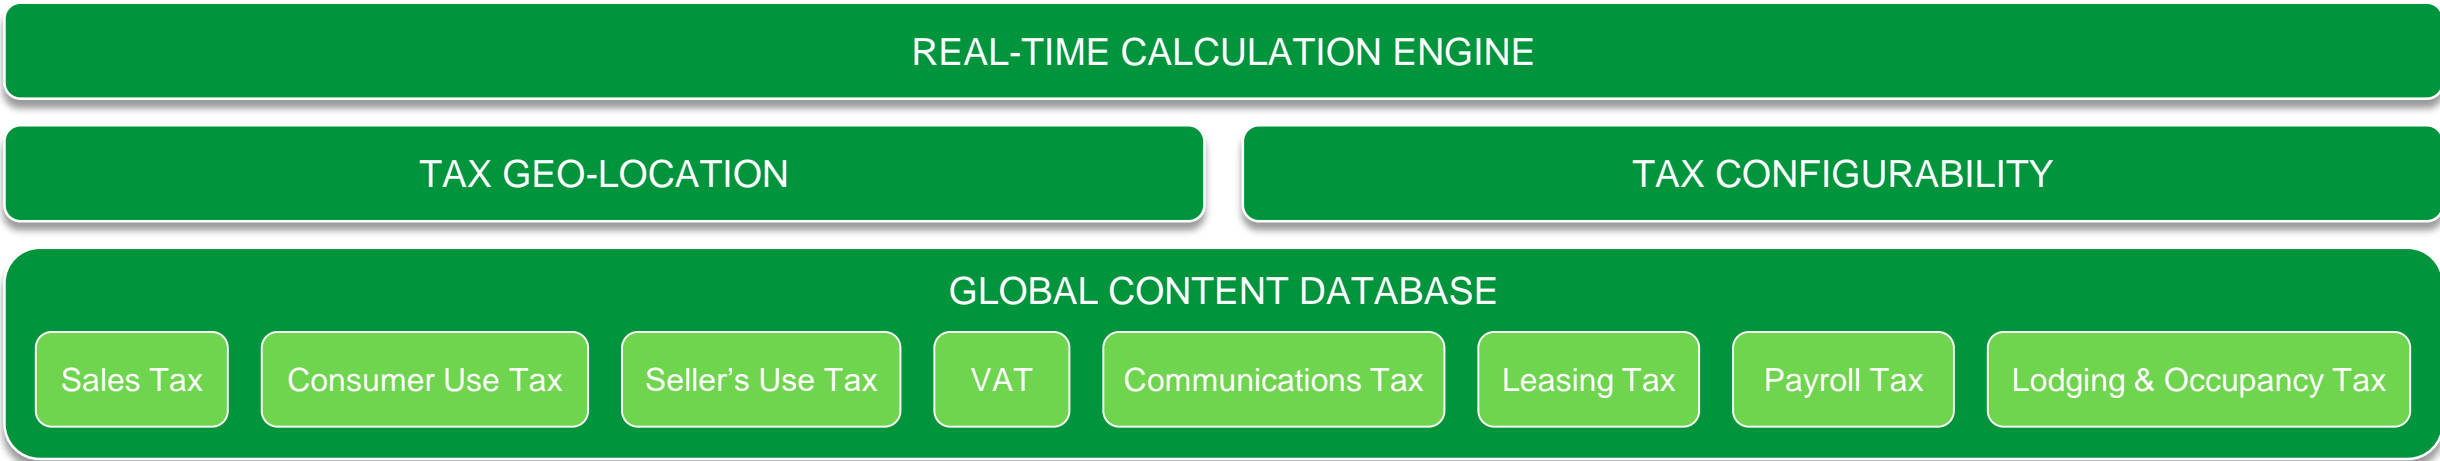 REAL-TIME CALCULATION ENGINE
TAX GEO-LOCATION
TAX CONFIGURABILITY
GLOBAL CONTENT DATABASE
Sales Tax
Consumer Use Tax
Seller’s Use Tax
VAT
Communications Tax
Leasing Tax
Payroll Tax
Lodging & Occupancy Tax